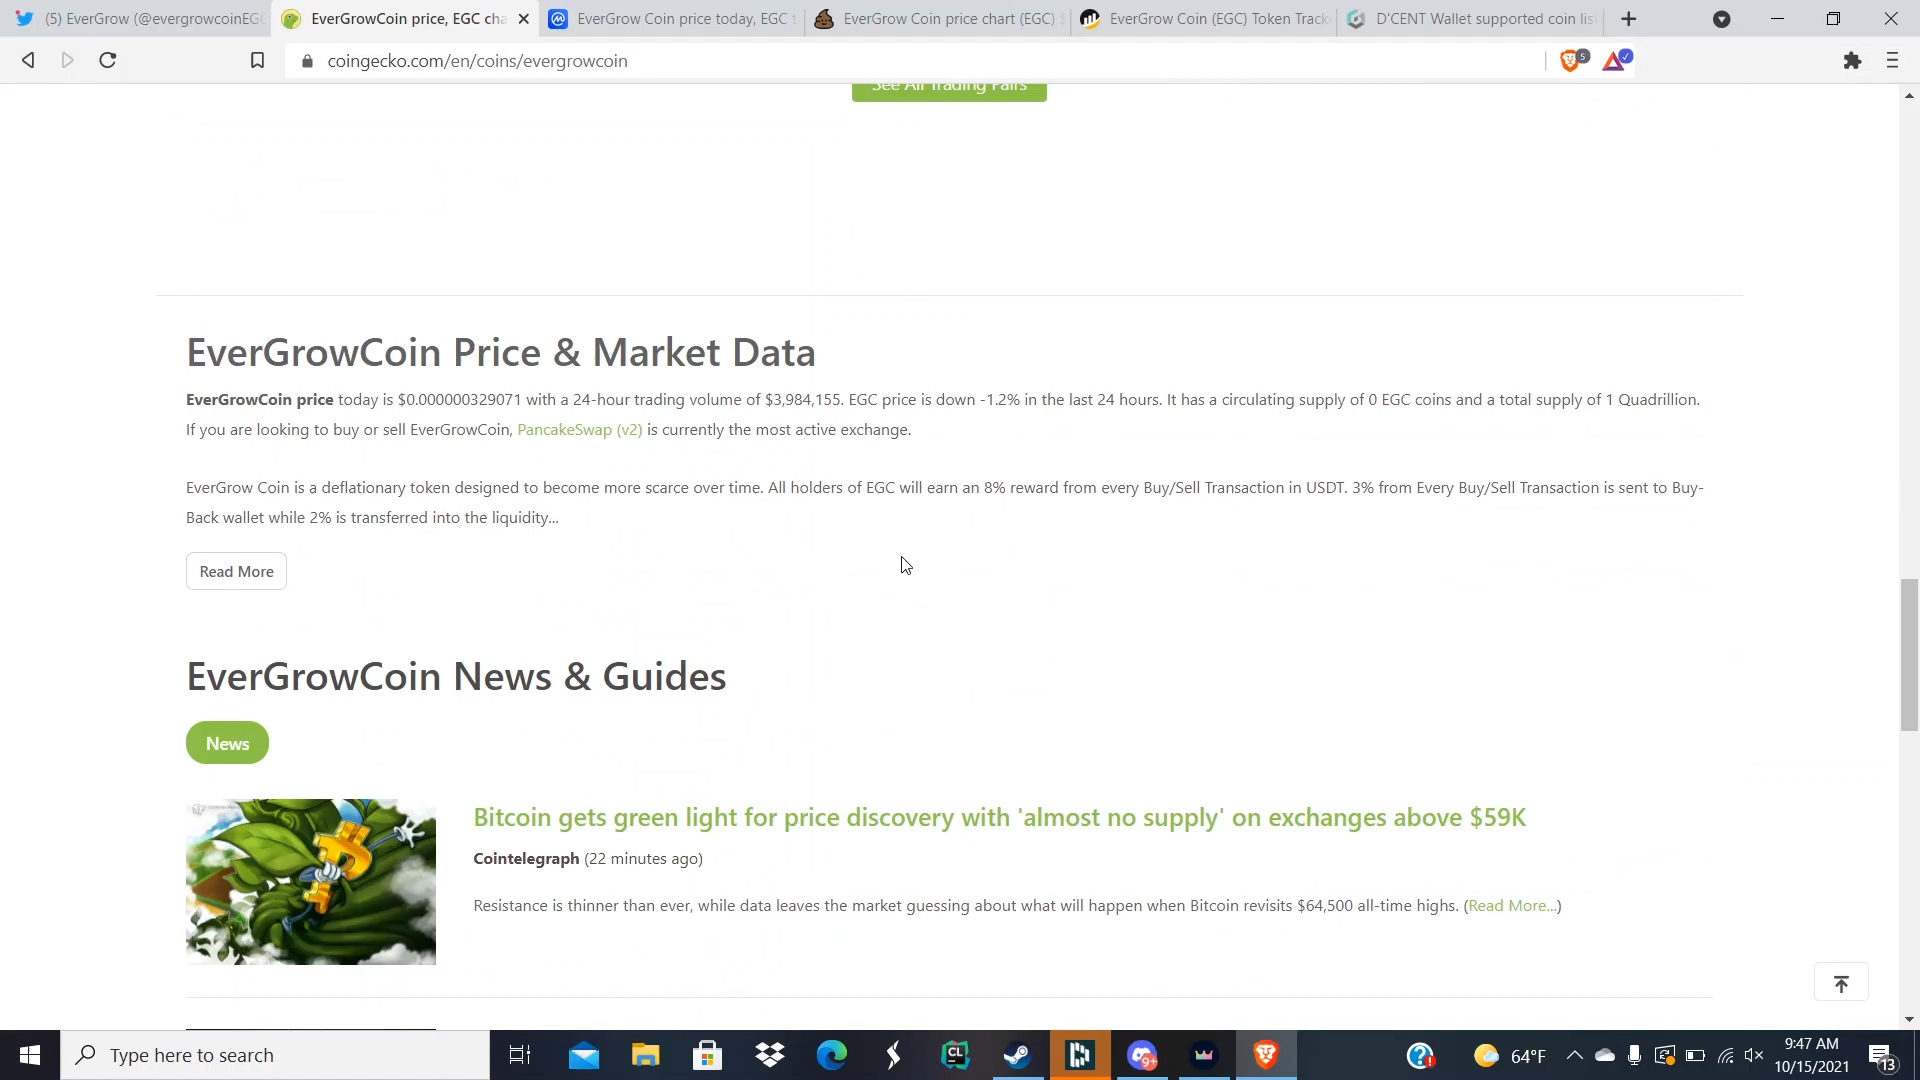 (5) EverGrow (@evergrowcoinEGC
EverGrowCoin price, EGC cha
EverGrow Coin price today, EGC t
EverGrow Coin price chart (EGC) $
EverGrow Coin (EGC) Token Track
D'CENT Wallet supported coin lis
coingecko.com/en/coins/evergrowcoin
5
See All Trading Pairs
EverGrowCoin Price & Market Data
EverGrowCoin price today is $0.000000329071 with a 24-hour trading volume of $3,984,155. EGC price is down -1.2% in the last 24 hours. It has a circulating supply of 0 EGC coins and a total supply of 1 Quadrillion.
If you are looking to buy or sell EverGrowCoin, PancakeSwap (v2) is currently the most active exchange.
EverGrow Coin is a deflationary token designed to become more scarce over time. All holders of EGC will earn an 8% reward from every Buy/Sell Transaction in USDT. 3% from Every Buy/Sell Transaction is sent to Buy-
Back wallet while 2% is transferred into the liquidity...
Read More
EverGrowCoin News & Guides
News
Bitcoin gets green light for price discovery with 'almost no supply' on exchanges above $59K
Cointelegraph (22 minutes ago)
Resistance is thinner than ever, while data leaves the market guessing about what will happen when Bitcoin revisits $64,500 all-time highs. (Read More...)
Type here to search
CL
9+
64°F
9:47 AM
10/15/2021
13